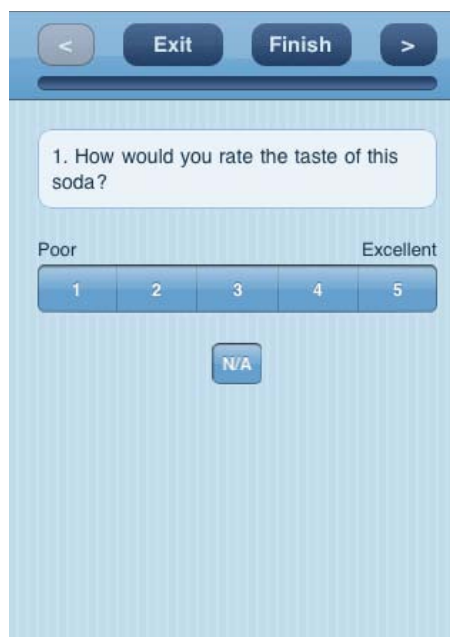 < Exit Finish >
1. How would you rate the taste of this
soda?
Poor Excellent
1 2 3 4 5
N/A